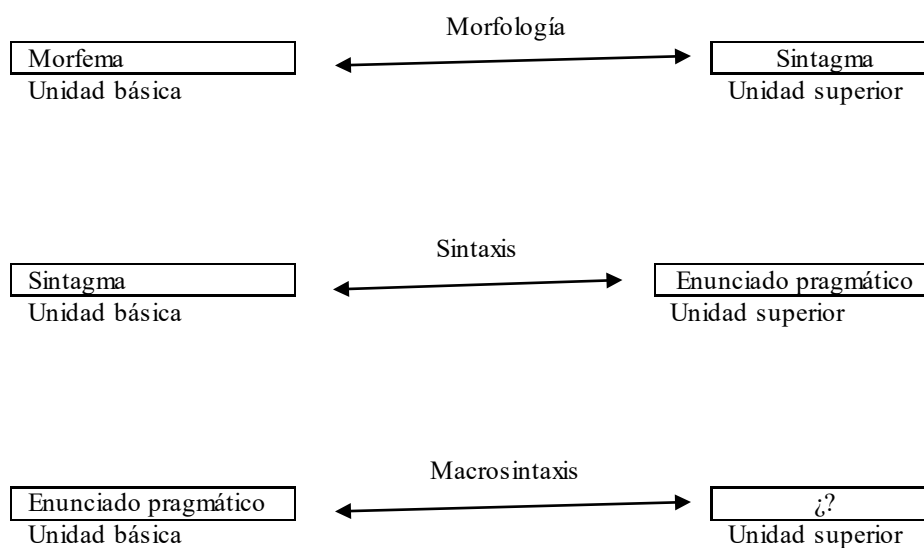 Morfología
Morfema
Sintagma
Unidad básica
Unidad superior
Sintaxis
Sintagma
Enunciado pragmático
Unidad básica
Unidad superior
Macrosintaxis
Enunciado pragmático
¿?
Unidad básica
Unidad superior